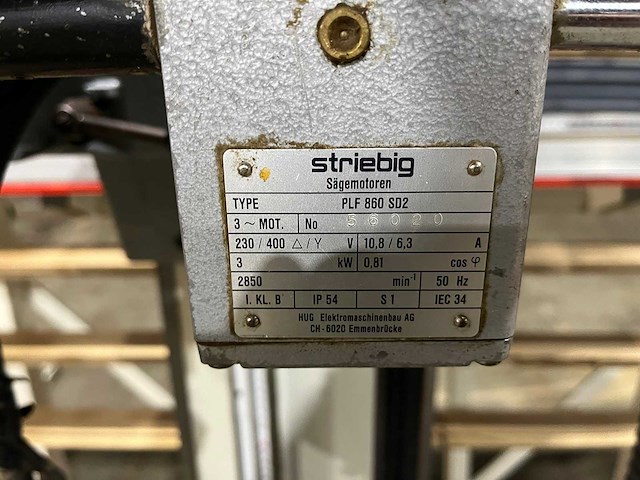 striebig
Sägemotoren
TYPE PLF 860 SD2
3 ~ MOT. No 56020
230 / 400 △ / Y V 10,8 / 6,3 A
3 kW 0,81 cos φ
2850 min⁻¹ 50 Hz
I. KL. B IP 54 S 1 IEC 34
HUG Elektromaschinenbau AG
CH-6020 Emmenbrücke